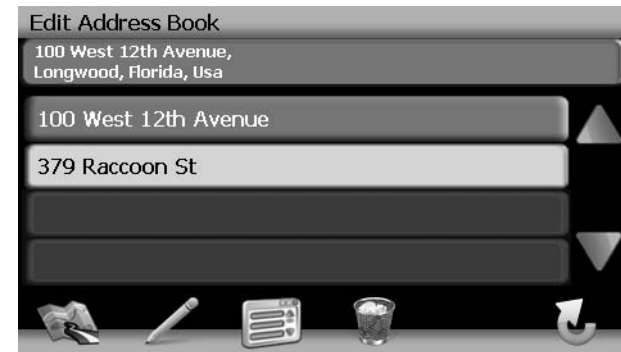 Edit Address Book
100 West 12th Avenue,
Longwood, Florida, Usa
100 West 12th Avenue
379 Raccoon St